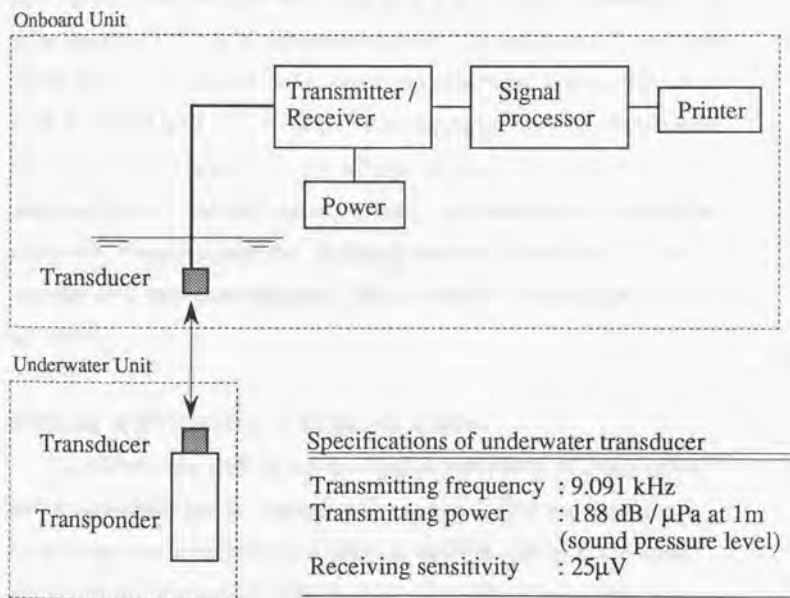 Onboard Unit
Transmitter /
Receiver
Signal
processor
Printer
Power
Transducer
Underwater Unit
Transducer
Transponder
Specifications of underwater transducer
Transmitting frequency : 9.091 kHz
Transmitting power : 188 dB / μPa at 1m
(sound pressure level)
Receiving sensitivity : 25μV